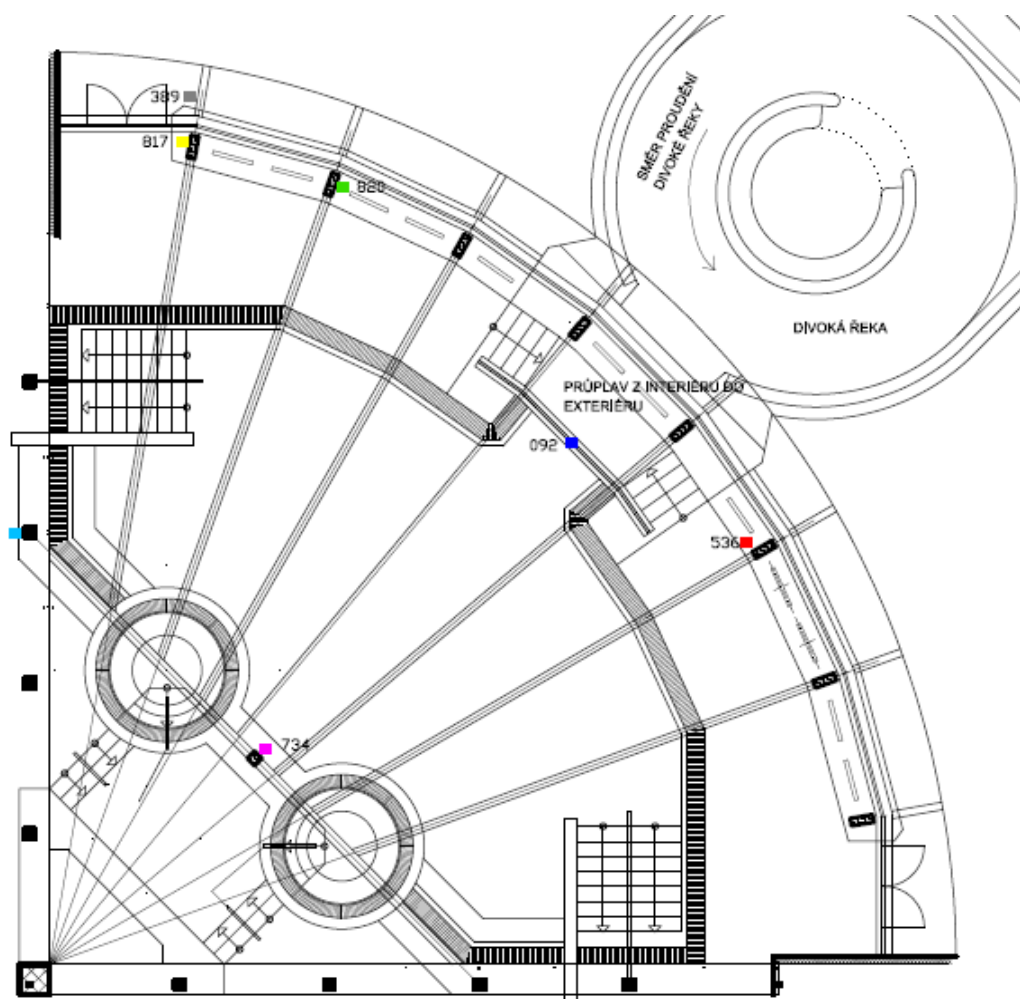 389
817
820
SMĚR PROUDĚNÍ
DIVOKÉ ŘEKY
DIVOKÁ ŘEKA
PRŮPLAV Z INTERIÉRU DO
EXTERIÉRU
092
536
734